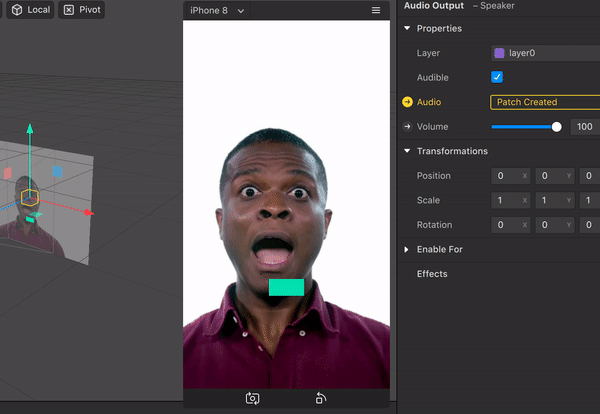 Local Pivot
iPhone 8
Audio Output – Speaker
Properties
Layer layer0
Audible
Audio Patch Created
Volume 100
Transformations
Position 0 X 0 Y 0
Scale 1 X 1 Y 1
Rotation 0 X 0 Y 0
Enable For
Effects